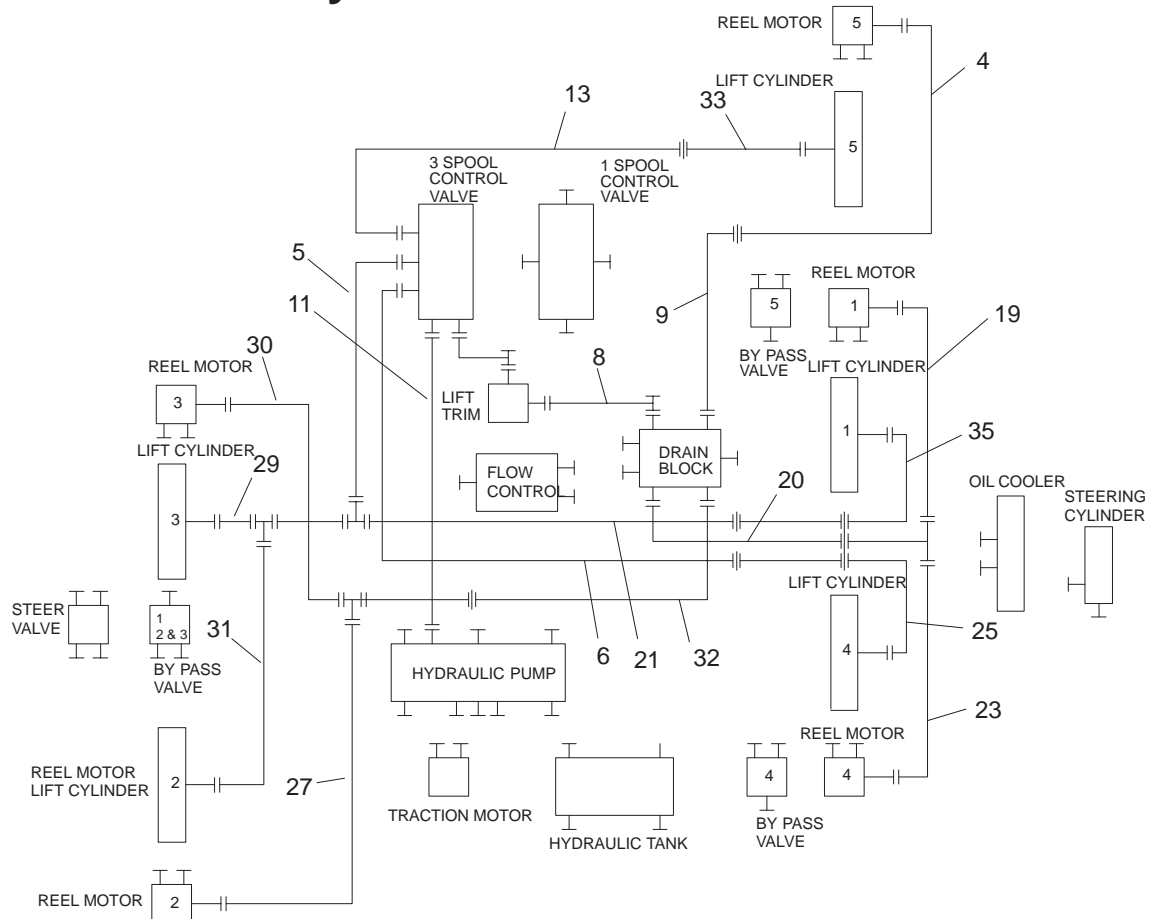 REEL MOTOR
5
4
LIFT CYLINDER
13
33
5
3 SPOOL
CONTROL
VALVE
1 SPOOL
CONTROL
VALVE
5
11
9
5
REEL MOTOR
1
19
BY PASS
VALVE
30
REEL MOTOR
3
8
LIFT
TRIM
LIFT CYLINDER
1
35
LIFT CYLINDER
29
3
FLOW
CONTROL
DRAIN
BLOCK
20
OIL COOLER
STEERING
CYLINDER
LIFT CYLINDER
STEER
VALVE
1
2 & 3
31
BY PASS
VALVE
HYDRAULIC PUMP
6
21
32
4
25
23
REEL MOTOR
REEL MOTOR
LIFT CYLINDER
2
27
TRACTION MOTOR
HYDRAULIC TANK
4
4
BY PASS
VALVE
REEL MOTOR
2